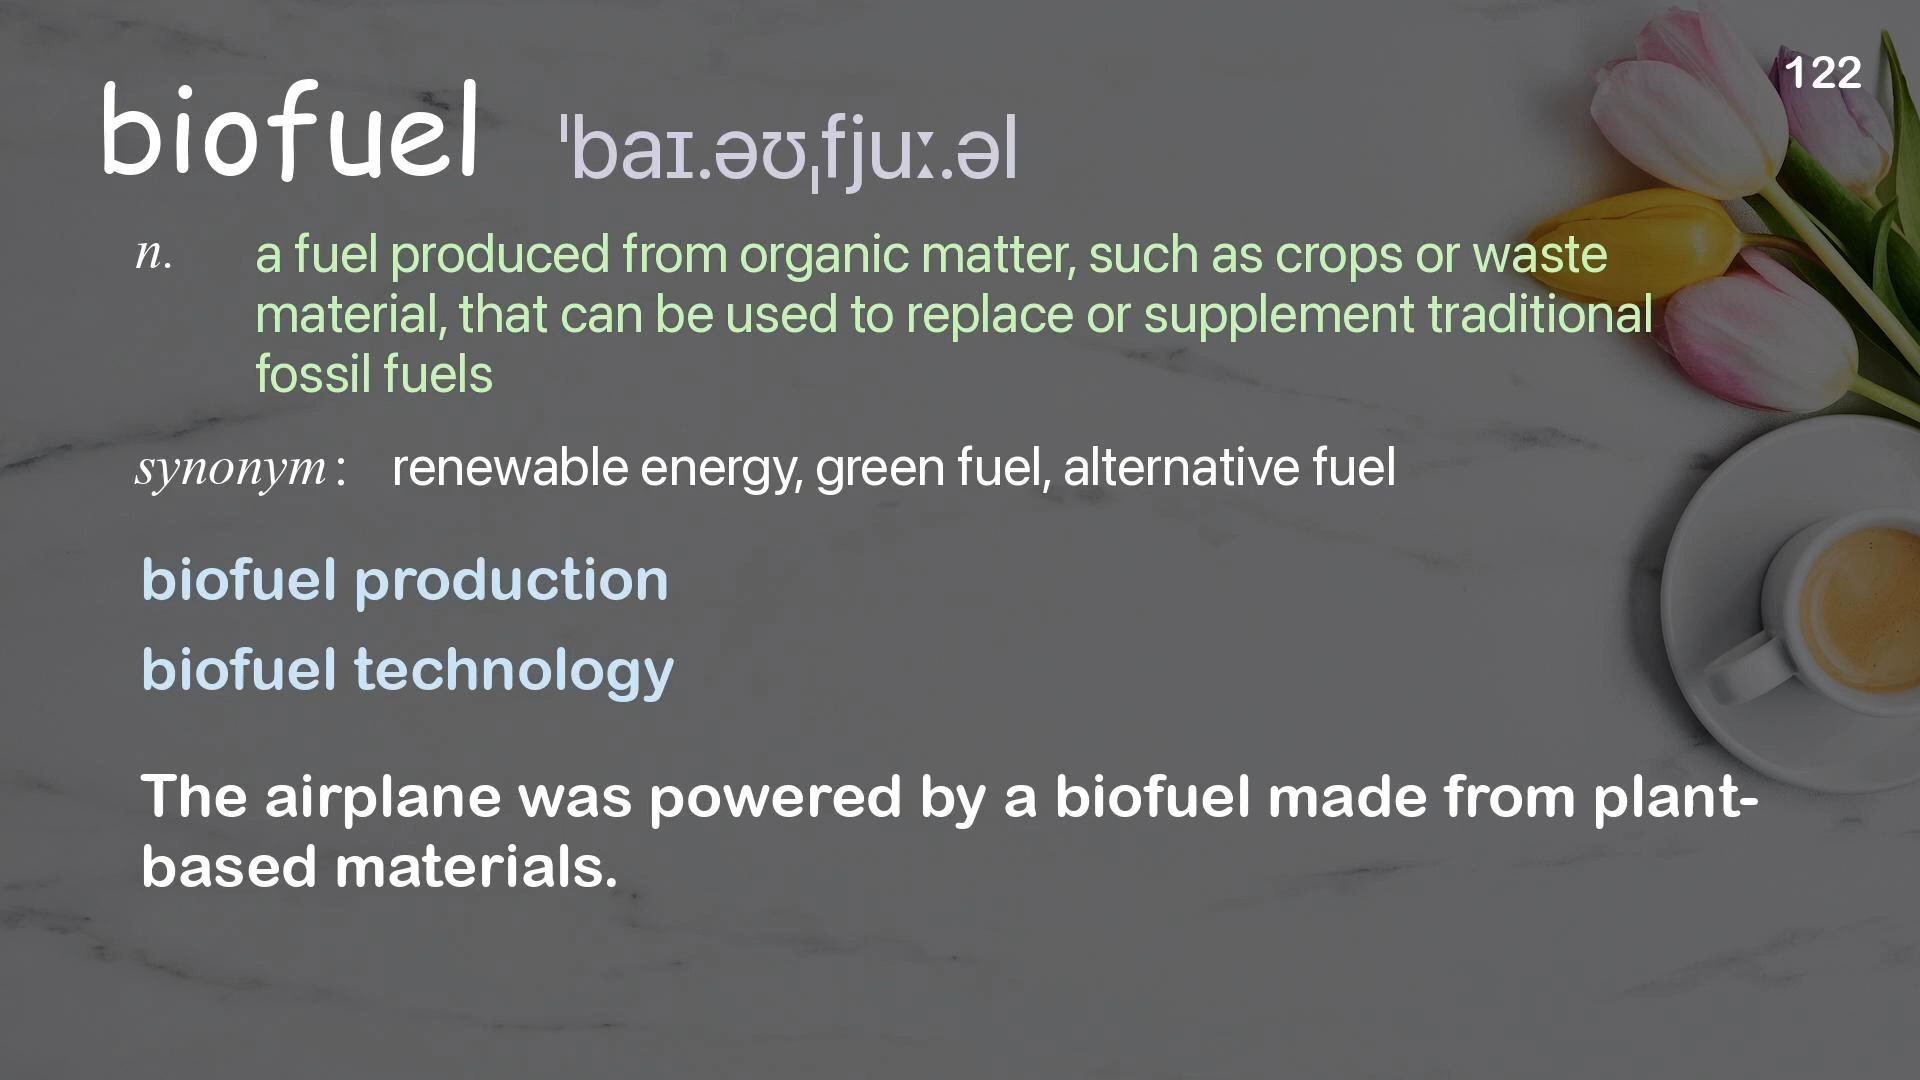 122
biofuel ˈbaɪ.əʊˌfjuː.əl
n. a fuel produced from organic matter, such as crops or waste
material, that can be used to replace or supplement traditional
fossil fuels
synonym: renewable energy, green fuel, alternative fuel
biofuel production
biofuel technology
The airplane was powered by a biofuel made from plant-
based materials.